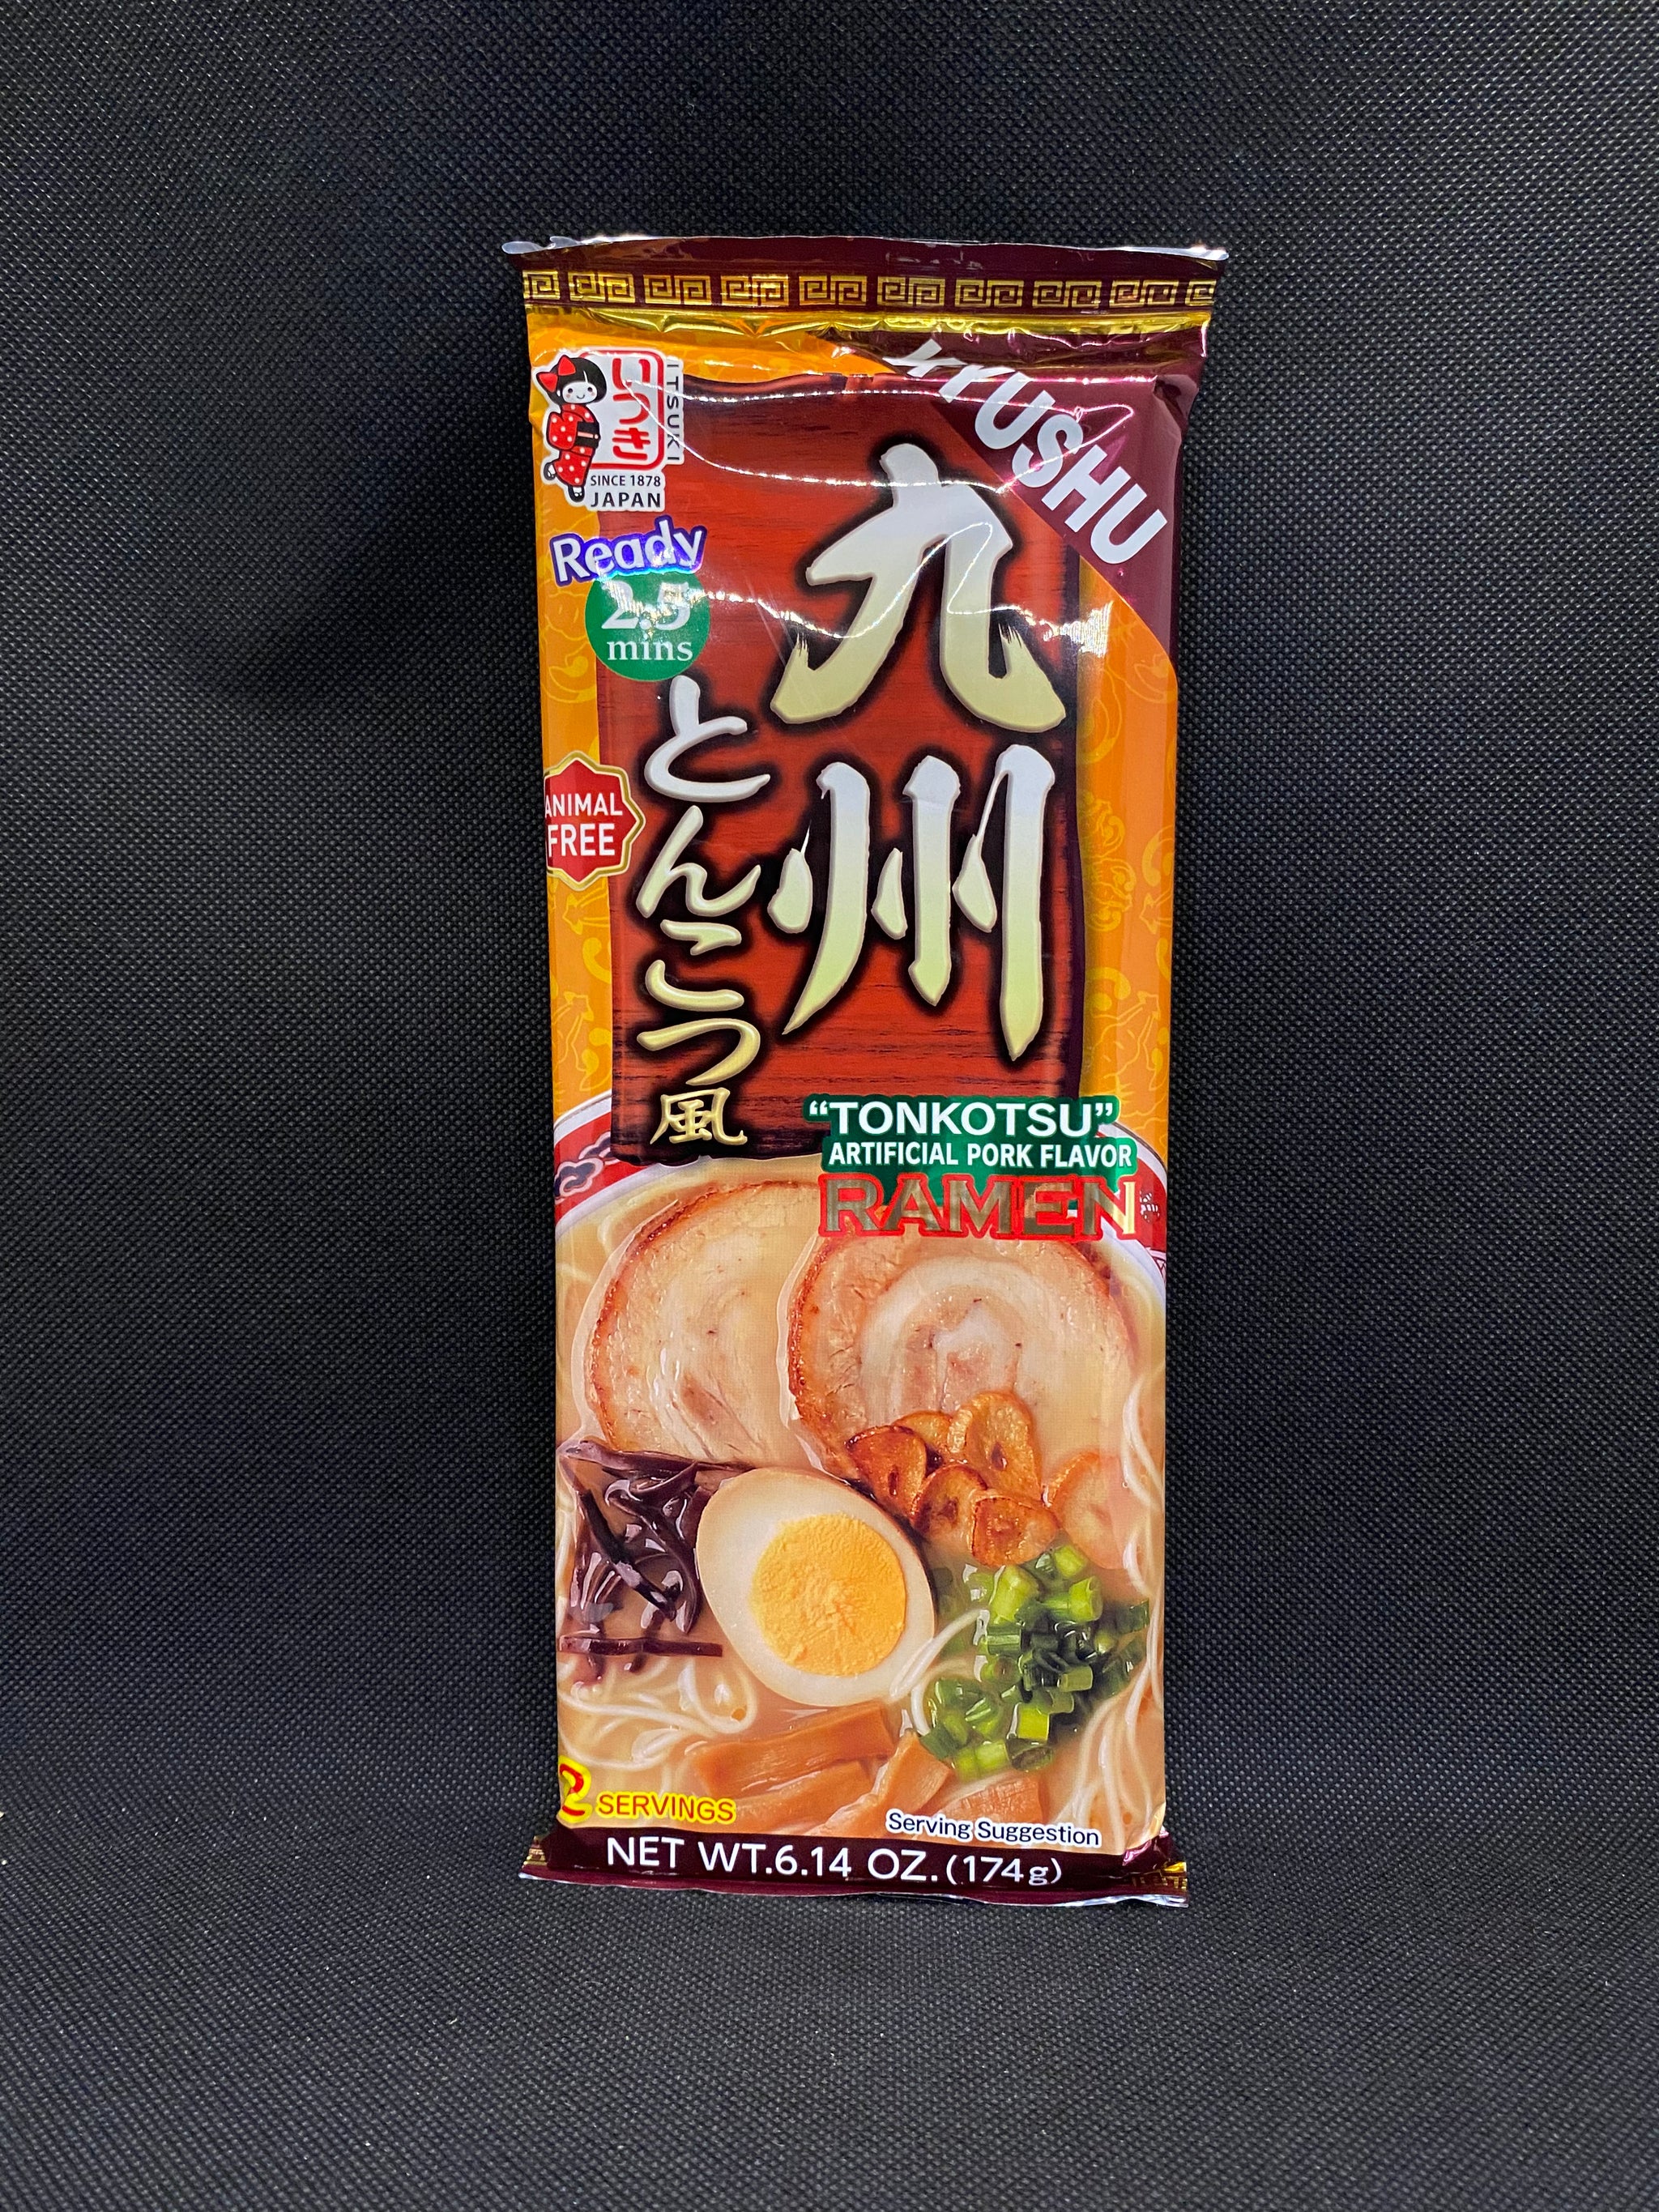 KYUSHU
いつき
ITSUKI
SINCE 1878
JAPAN
Ready
2.5
mins
九州
とんこつ風
ANIMAL
FREE
“TONKOTSU”
ARTIFICIAL PORK FLAVOR
RAMEN
2 SERVINGS
Serving Suggestion
NET WT.6.14 OZ.(174g)